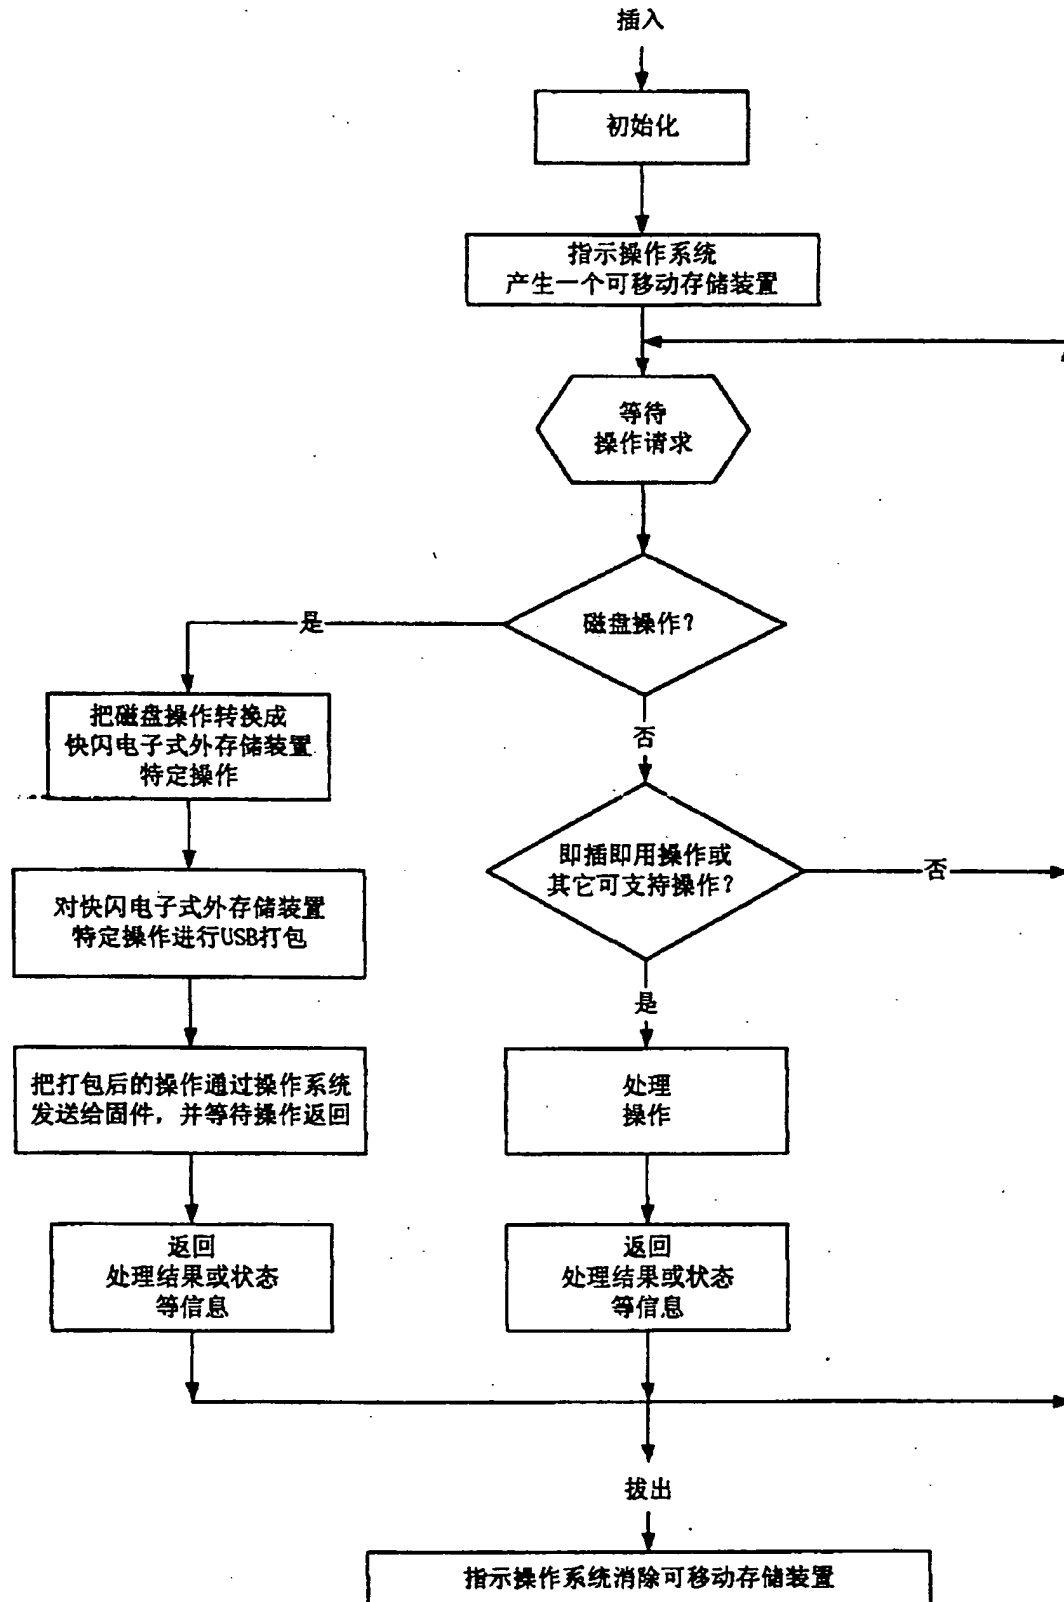 插入
初始化
指示操作系统
产生一个可移动存储装置
等待
操作请求
磁盘操作？
是
把磁盘操作转换成
快闪电子式外存储装置
特定操作
否
即插即用操作或
其它可支持操作？
否
对快闪电子式外存储装置
特定操作进行USB打包
是
把打包后的操作通过操作系统
发送给固件，并等待操作返回
处理
操作
返回
处理结果或状态
等信息
返回
处理结果或状态
等信息
拔出
指示操作系统消除可移动存储装置